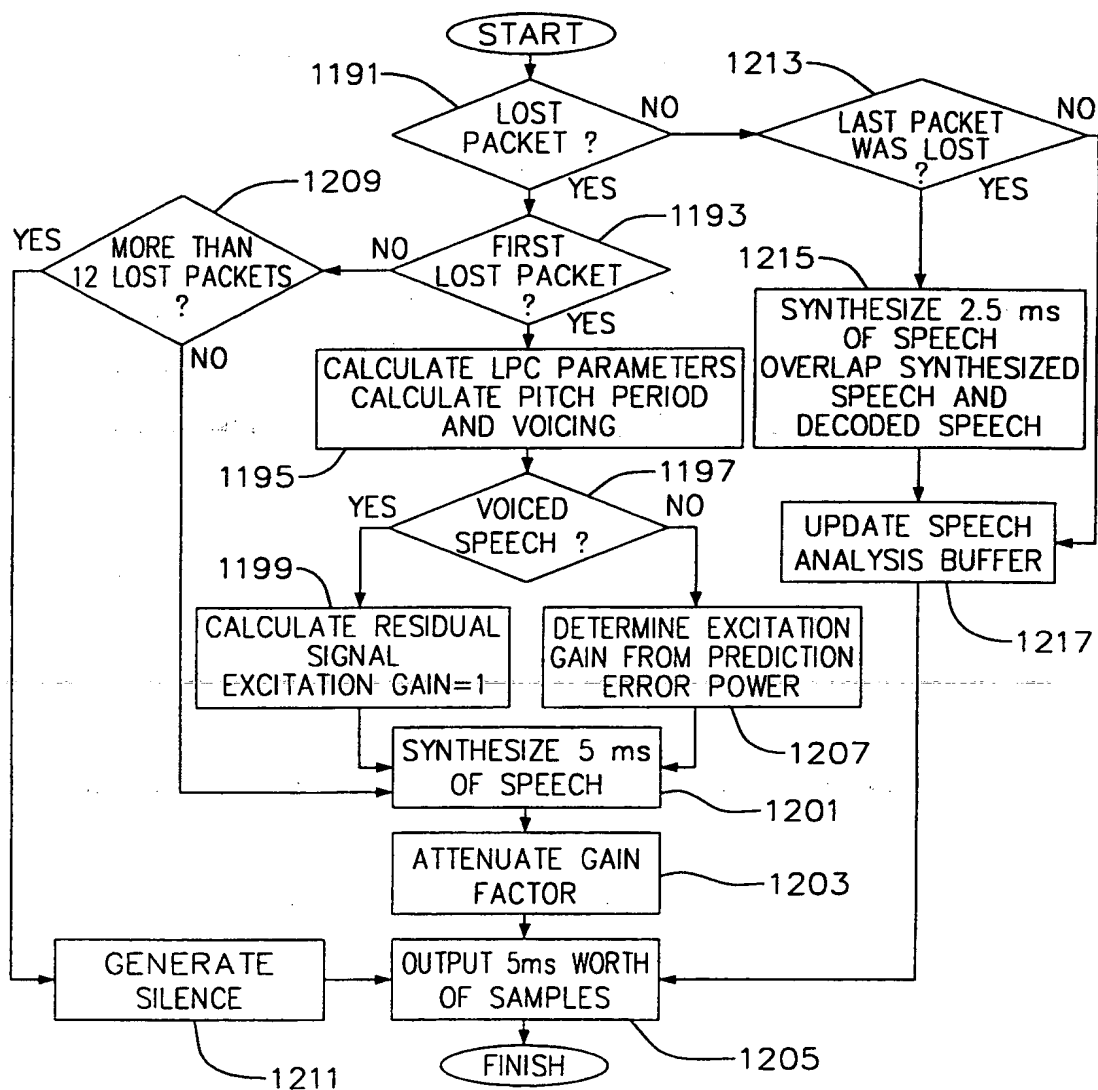 START
1191
LOST
PACKET ?
NO
YES
1213
LAST PACKET
WAS LOST
?
NO
YES
1209
YES
MORE THAN
12 LOST PACKETS
?
NO
1193
NO
FIRST
LOST PACKET
?
YES
1215
SYNTHESIZE 2.5 ms
OF SPEECH
OVERLAP SYNTHESIZED
SPEECH AND
DECODED SPEECH
CALCULATE LPC PARAMETERS
CALCULATE PITCH PERIOD
AND VOICING
1195
1197
YES
VOICED
SPEECH ?
NO
UPDATE SPEECH
ANALYSIS BUFFER
1217
1199
CALCULATE RESIDUAL
SIGNAL
EXCITATION GAIN=1
DETERMINE EXCITATION
GAIN FROM PREDICTION
ERROR POWER
1207
SYNTHESIZE 5 ms
OF SPEECH
1201
ATTENUATE GAIN
FACTOR
1203
GENERATE
SILENCE
1211
OUTPUT 5ms WORTH
OF SAMPLES
1205
FINISH